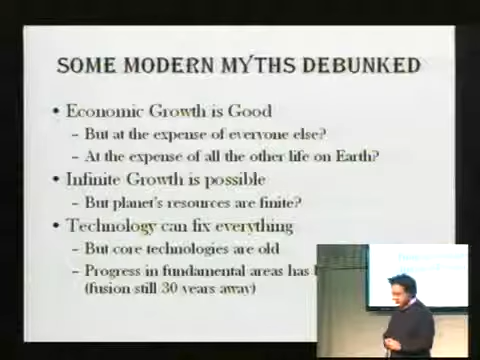 SOME MODERN MYTHS DEBUNKED
• Economic Growth is Good
– But at the expense of everyone else?
– At the expense of all the other life on Earth?
• Infinite Growth is possible
– But planet's resources are finite?
• Technology can fix everything
– But core technologies are old
– Progress in fundamental areas has
(fusion still 30 years away)